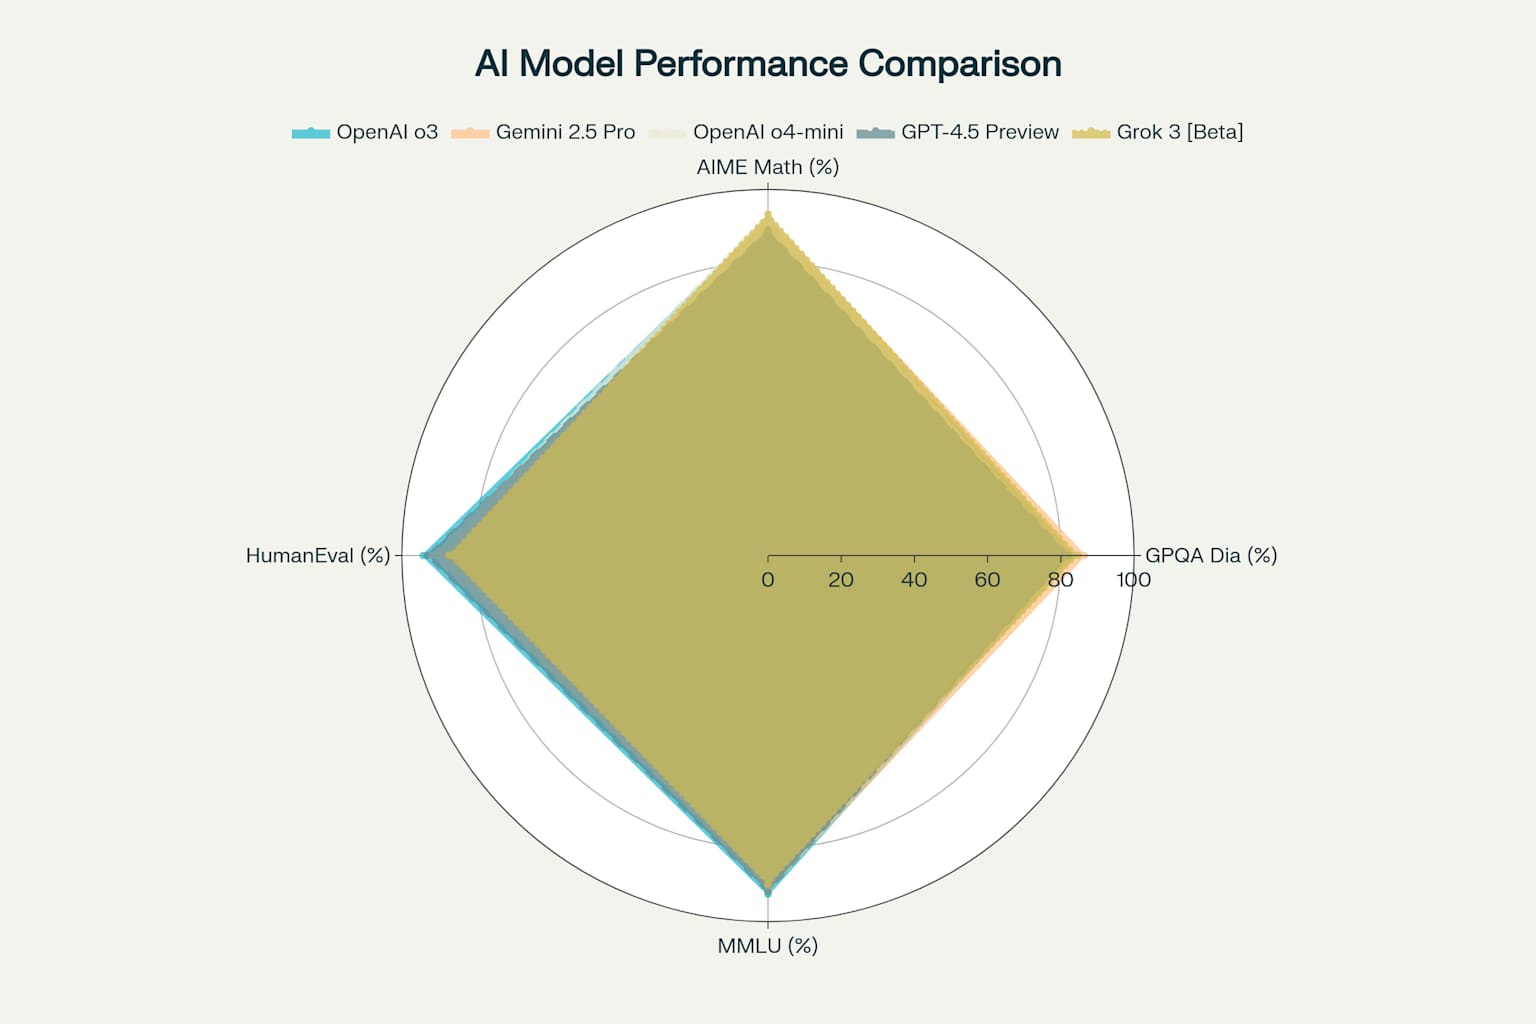 AI Model Performance Comparison
OpenAI o3 Gemini 2.5 Pro OpenAI o4-mini GPT-4.5 Preview Grok 3 [Beta]
AIME Math (%)
HumanEval (%)
GPQA Dia (%)
0 20 40 60 80 100
MMLU (%)